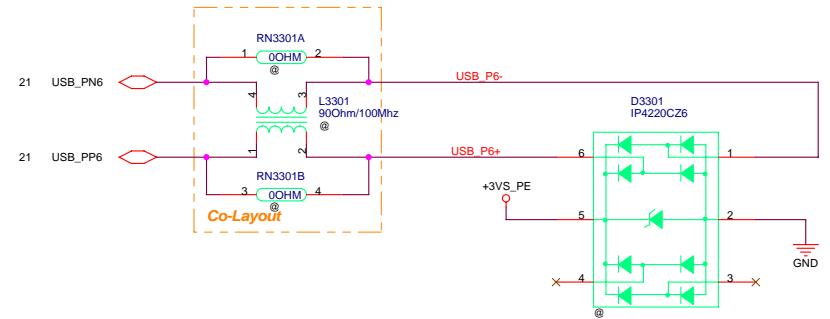 RN3301A
1 0OHM 2
@
21 USB_PN6
USB_P6-
4 3
L3301
90Ohm/100Mhz
@
D3301
IP4220CZ6
1 2
21 USB_PP6
USB_P6+
6 1
RN3301B
3 0OHM 4
@
Co-Layout
+3VS_PE
5 2
GND
4 3
@